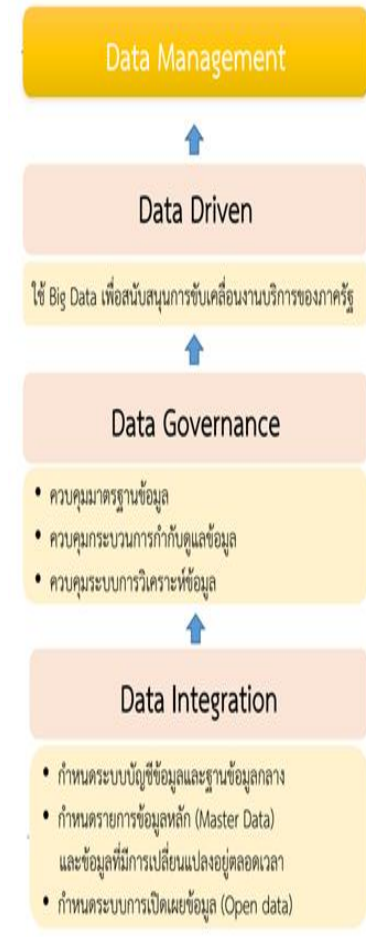 Data Management
Data Driven
ใช้ Big Data เพื่อสนับสนุนการขับเคลื่อนงานบริการของภาครัฐ
Data Governance
• ควบคุมมาตรฐานข้อมูล
• ควบคุมกระบวนการกำกับดูแลข้อมูล
• ควบคุมระบบการวิเคราะห์ข้อมูล
Data Integration
• กำหนดระบบบัญชีข้อมูลและฐานข้อมูลกลาง
• กำหนดรายการข้อมูลหลัก (Master Data)
และข้อมูลที่มีการเปลี่ยนแปลงอยู่ตลอดเวลา
• กำหนดระบบการเปิดเผยข้อมูล (Open data)